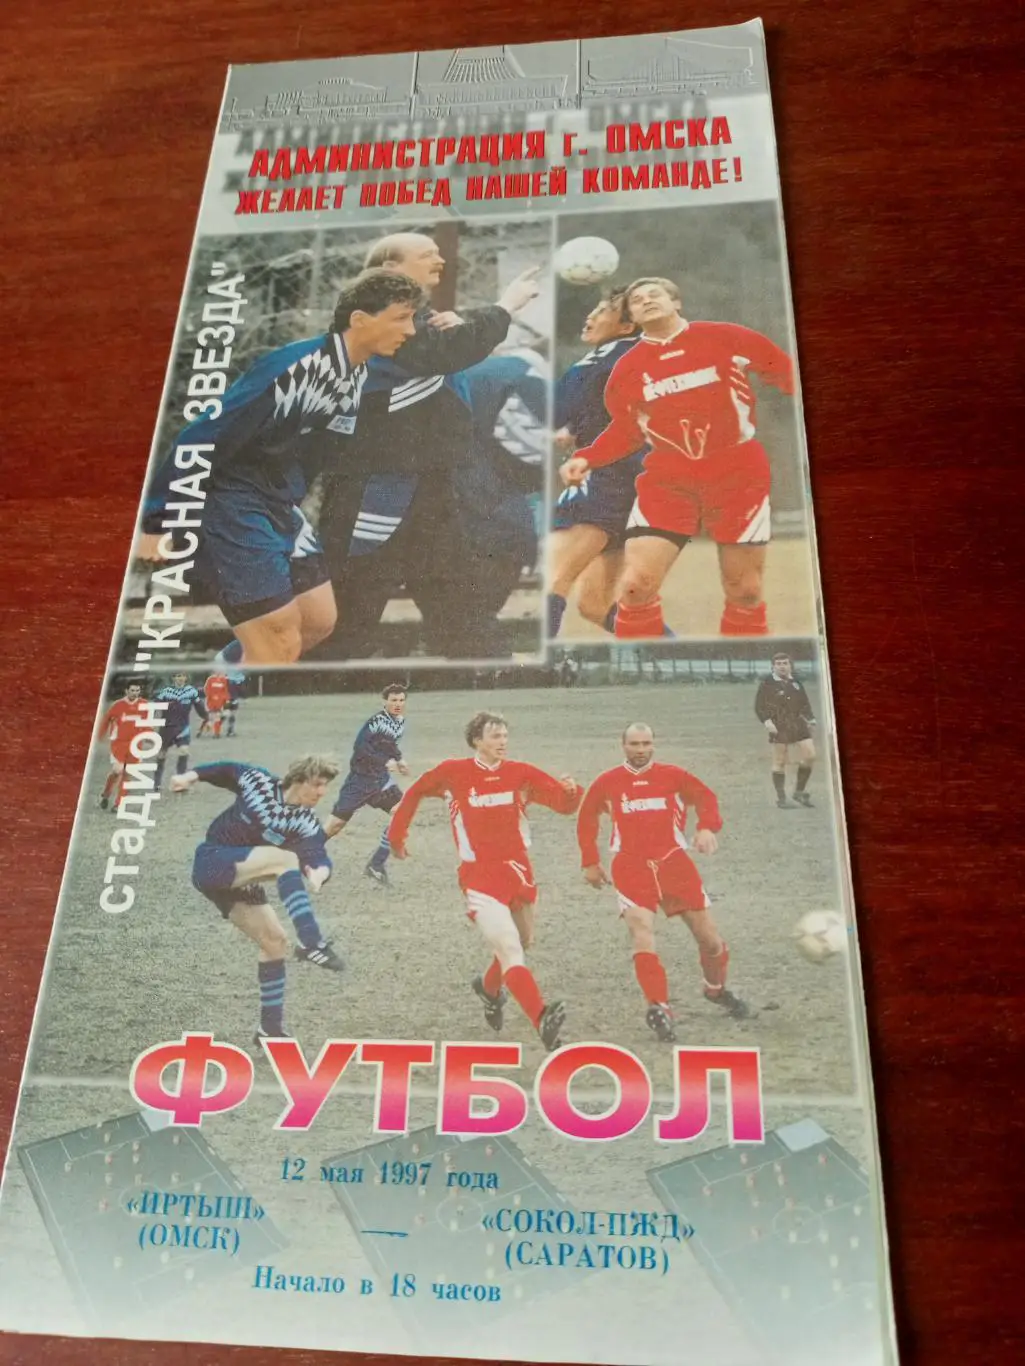 АДМИНИСТРАЦИЯ г. ОМСКА
ЖЕЛАЕТ ПОБЕД НАШЕЙ КОМАНДЕ!
СТАДИОН "КРАСНАЯ ЗВЕЗДА"
НЕФТЕХИМИК
ФУТБОЛ
12 мая 1997 года
«ИРТЫШ» — «СОКОЛ-ПЖД»
(ОМСК) (САРАТОВ)
Начало в 18 часов